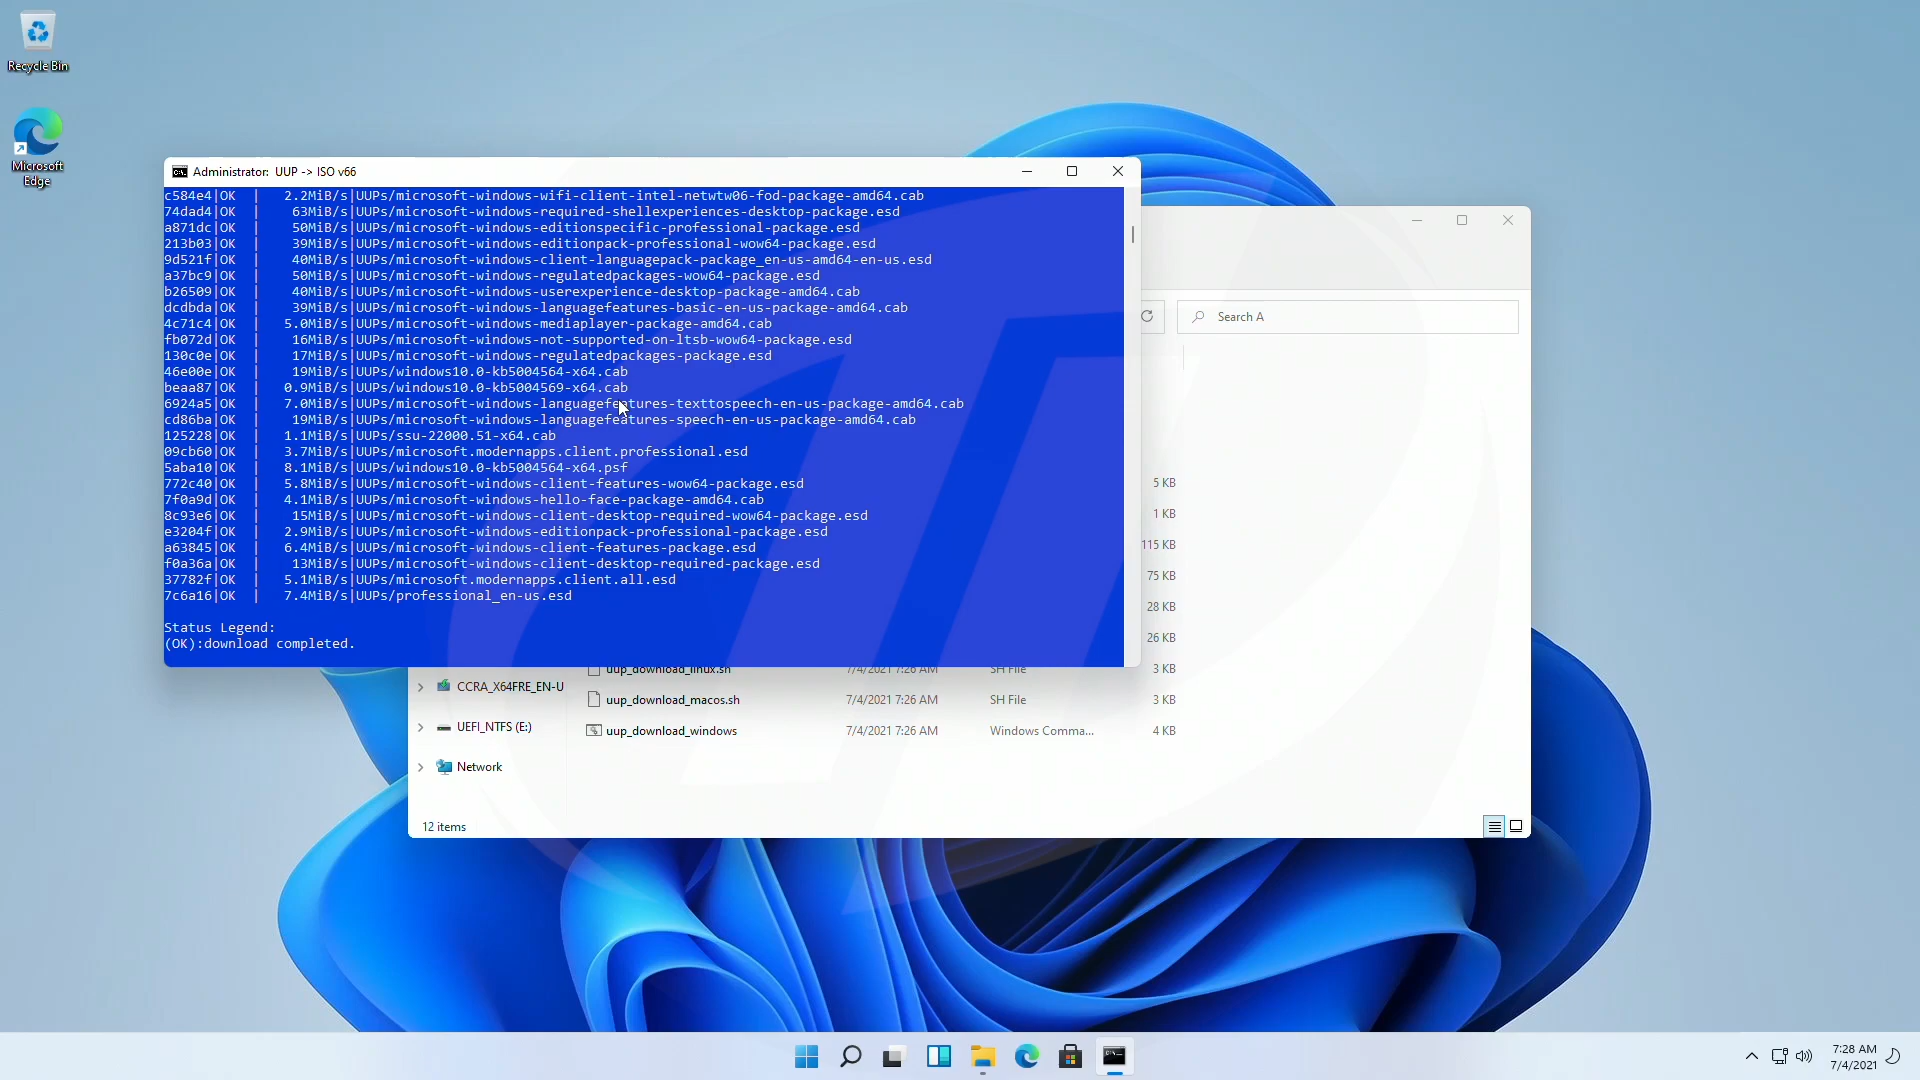 Recycle Bin
Microsoft
Edge
Administrator: UUP -> ISO v66
c584e4|OK | 2.2MiB/s|UUPs/microsoft-windows-wifi-client-intel-netwtw06-fod-package-amd64.cab
74dad4|OK | 63MiB/s|UUPs/microsoft-windows-required-shellexperiences-desktop-package.esd
a871dc|OK | 50MiB/s|UUPs/microsoft-windows-editionspecific-professional-package.esd
213b03|OK | 39MiB/s|UUPs/microsoft-windows-editionpack-professional-wow64-package.esd
9d521f|OK | 40MiB/s|UUPs/microsoft-windows-client-languagepack-package_en-us-amd64-en-us.esd
a37bc9|OK | 50MiB/s|UUPs/microsoft-windows-regulatedpackages-wow64-package.esd
b26509|OK | 40MiB/s|UUPs/microsoft-windows-userexperience-desktop-package-amd64.cab
dcdbda|OK | 39MiB/s|UUPs/microsoft-windows-languagefeatures-basic-en-us-package-amd64.cab
4c71c4|OK | 5.0MiB/s|UUPs/microsoft-windows-mediaplayer-package-amd64.cab
fb072d|OK | 16MiB/s|UUPs/microsoft-windows-not-supported-on-ltsb-wow64-package.esd
130c0e|OK | 17MiB/s|UUPs/microsoft-windows-regulatedpackages-package.esd
46e00e|OK | 19MiB/s|UUPs/windows10.0-kb5004564-x64.cab
beaa87|OK | 0.9MiB/s|UUPs/windows10.0-kb5004569-x64.cab
6924a5|OK | 7.0MiB/s|UUPs/microsoft-windows-languagefeatures-texttospeech-en-us-package-amd64.cab
cd86ba|OK | 19MiB/s|UUPs/microsoft-windows-languagefeatures-speech-en-us-package-amd64.cab
125228|OK | 1.1MiB/s|UUPs/ssu-22000.51-x64.cab
09cb60|OK | 3.7MiB/s|UUPs/microsoft.modernapps.client.professional.esd
5aba10|OK | 8.1MiB/s|UUPs/windows10.0-kb5004564-x64.psf
772c40|OK | 5.8MiB/s|UUPs/microsoft-windows-client-features-wow64-package.esd
7f0a9d|OK | 4.1MiB/s|UUPs/microsoft-windows-hello-face-package-amd64.cab
8c93e6|OK | 15MiB/s|UUPs/microsoft-windows-client-desktop-required-wow64-package.esd
e3204f|OK | 2.9MiB/s|UUPs/microsoft-windows-editionpack-professional-package.esd
a63845|OK | 6.4MiB/s|UUPs/microsoft-windows-client-features-package.esd
f0a36a|OK | 13MiB/s|UUPs/microsoft-windows-client-desktop-required-package.esd
37782f|OK | 5.1MiB/s|UUPs/microsoft.modernapps.client.all.esd
7c6a16|OK | 7.4MiB/s|UUPs/professional_en-us.esd
Status Legend:
(OK):download completed.
Search A
5 KB
1 KB
115 KB
75 KB
28 KB
26 KB
uup_download_linux.sh 7/4/2021 7:26 AM SH File 3 KB
CCRA_X64FRE_EN-U
uup_download_macos.sh 7/4/2021 7:26 AM SH File 3 KB
UEFI_NTFS (E:)
uup_download_windows 7/4/2021 7:26 AM Windows Comma... 4 KB
Network
12 items
7:28 AM
7/4/2021